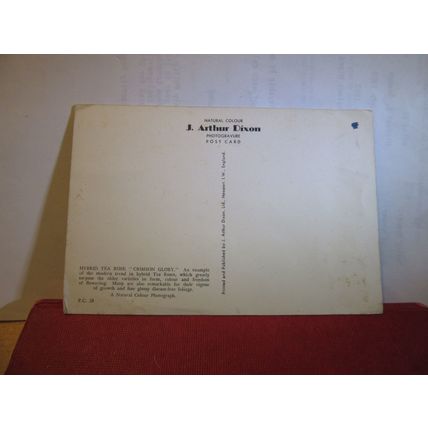 NATURAL COLOUR
J. Arthur Dixon
PHOTOGRAVURE
POST CARD
Printed and Published by J. Arthur Dixon, Ltd., Newport, I.W., England.
HYBRID TEA ROSE "CRIMSON GLORY." An example
of the modern trend in hybrid Tea Roses, which greatly
surpass the older varieties in form, colour and freedom
of flowering. Many are also remarkable for their vigour
of growth and fine glossy disease-free foliage.
A Natural Colour Photograph.
P.C. 28